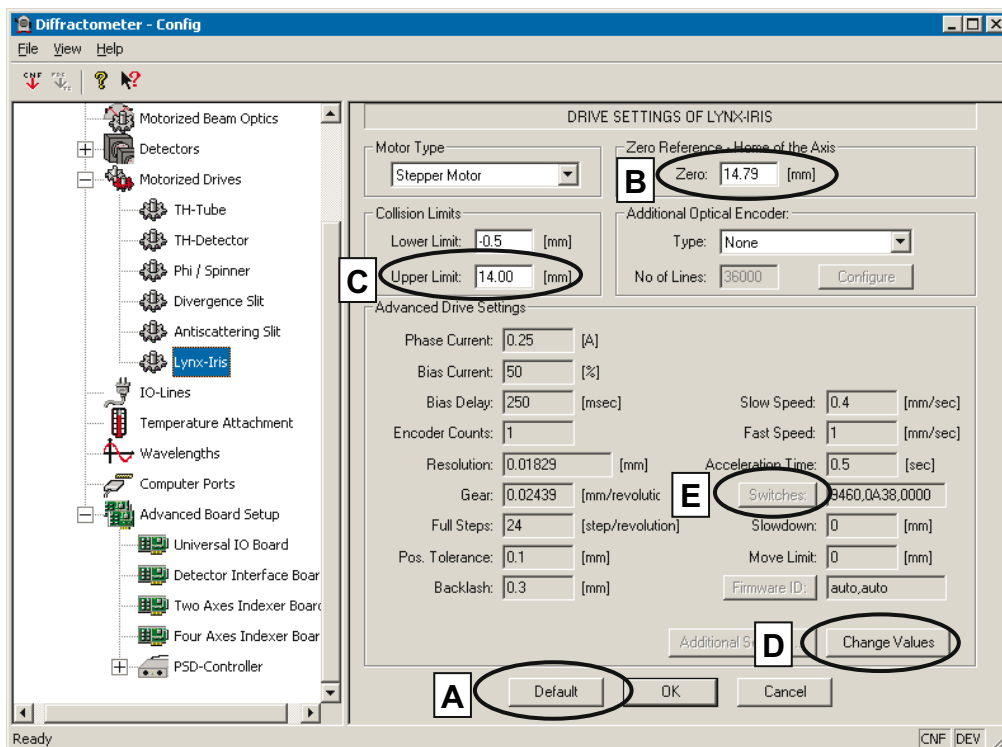 Diffractometer - Config
File View Help
CNF
Motorized Beam Optics
Detectors
Motorized Drives
TH-Tube
TH-Detector
Phi / Spinner
Divergence Slit
Antiscattering Slit
Lynx-Iris
IO-Lines
Temperature Attachment
Wavelengths
Computer Ports
Advanced Board Setup
Universal IO Board
Detector Interface Boar
Two Axes Indexer Board
Four Axes Indexer Boar
PSD-Controller
DRIVE SETTINGS OF LYNX-IRIS
Motor Type
Stepper Motor
Zero Reference - Home of the Axis
B
Zero: 14.79 [mm]
Collision Limits
Lower Limit: -0.5 [mm]
C
Upper Limit: 14.00 [mm]
Additional Optical Encoder:
Type: None
No of Lines: 36000 Configure
Advanced Drive Settings
Phase Current: 0.25 [A]
Bias Current: 50 [%]
Bias Delay: 250 [msec] Slow Speed: 0.4 [mm/sec]
Encoder Counts: 1 Fast Speed: 1 [mm/sec]
Resolution: 0.01829 [mm] Acceleration Time: 0.5 [sec]
Gear: 0.02439 [mm/revolutic E Switches: 9460,0A38,0000
Full Steps: 24 [step/revolution] Slowdown: 0 [mm]
Pos. Tolerance: 0.1 [mm] Move Limit: 0 [mm]
Backlash: 0.3 [mm] Firmware ID: auto,auto
Additional D Change Values
A Default OK Cancel
Ready CNF DEV